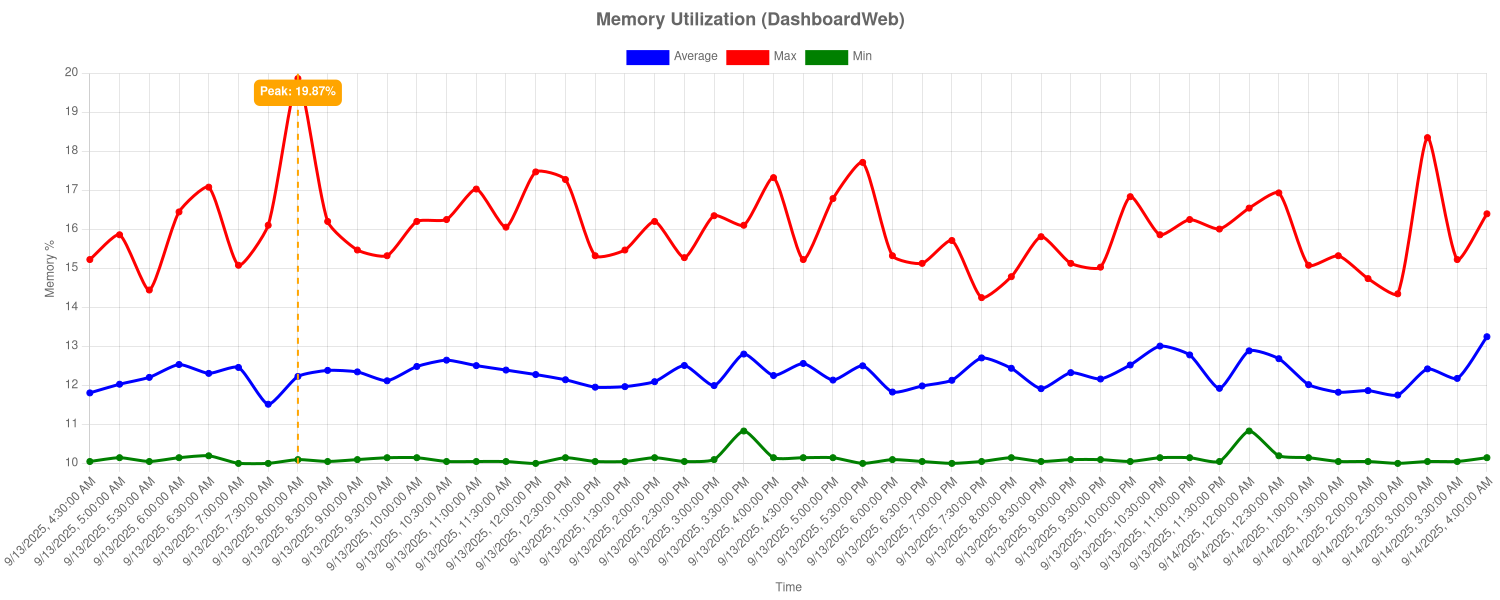 Memory Utilization (DashboardWeb)
Average Max Min
Peak: 19.87%
Memory %
20
19
18
17
16
15
14
13
12
11
10
9/13/2025, 4:30:00 AM
9/13/2025, 5:00:00 AM
9/13/2025, 5:30:00 AM
9/13/2025, 6:00:00 AM
9/13/2025, 6:30:00 AM
9/13/2025, 7:00:00 AM
9/13/2025, 7:30:00 AM
9/13/2025, 8:00:00 AM
9/13/2025, 8:30:00 AM
9/13/2025, 9:00:00 AM
9/13/2025, 9:30:00 AM
9/13/2025, 10:00:00 AM
9/13/2025, 10:30:00 AM
9/13/2025, 11:00:00 AM
9/13/2025, 11:30:00 AM
9/13/2025, 12:00:00 PM
9/13/2025, 12:30:00 PM
9/13/2025, 1:00:00 PM
9/13/2025, 1:30:00 PM
9/13/2025, 2:00:00 PM
9/13/2025, 2:30:00 PM
9/13/2025, 3:00:00 PM
9/13/2025, 3:30:00 PM
9/13/2025, 4:00:00 PM
9/13/2025, 4:30:00 PM
9/13/2025, 5:00:00 PM
9/13/2025, 5:30:00 PM
9/13/2025, 6:00:00 PM
9/13/2025, 6:30:00 PM
9/13/2025, 7:00:00 PM
9/13/2025, 7:30:00 PM
9/13/2025, 8:00:00 PM
9/13/2025, 8:30:00 PM
9/13/2025, 9:00:00 PM
9/13/2025, 9:30:00 PM
9/13/2025, 10:00:00 PM
9/13/2025, 10:30:00 PM
9/13/2025, 11:00:00 PM
9/13/2025, 11:30:00 PM
9/14/2025, 12:00:00 AM
9/14/2025, 12:30:00 AM
9/14/2025, 1:00:00 AM
9/14/2025, 1:30:00 AM
9/14/2025, 2:00:00 AM
9/14/2025, 2:30:00 AM
9/14/2025, 3:00:00 AM
9/14/2025, 3:30:00 AM
9/14/2025, 4:00:00 AM
Time